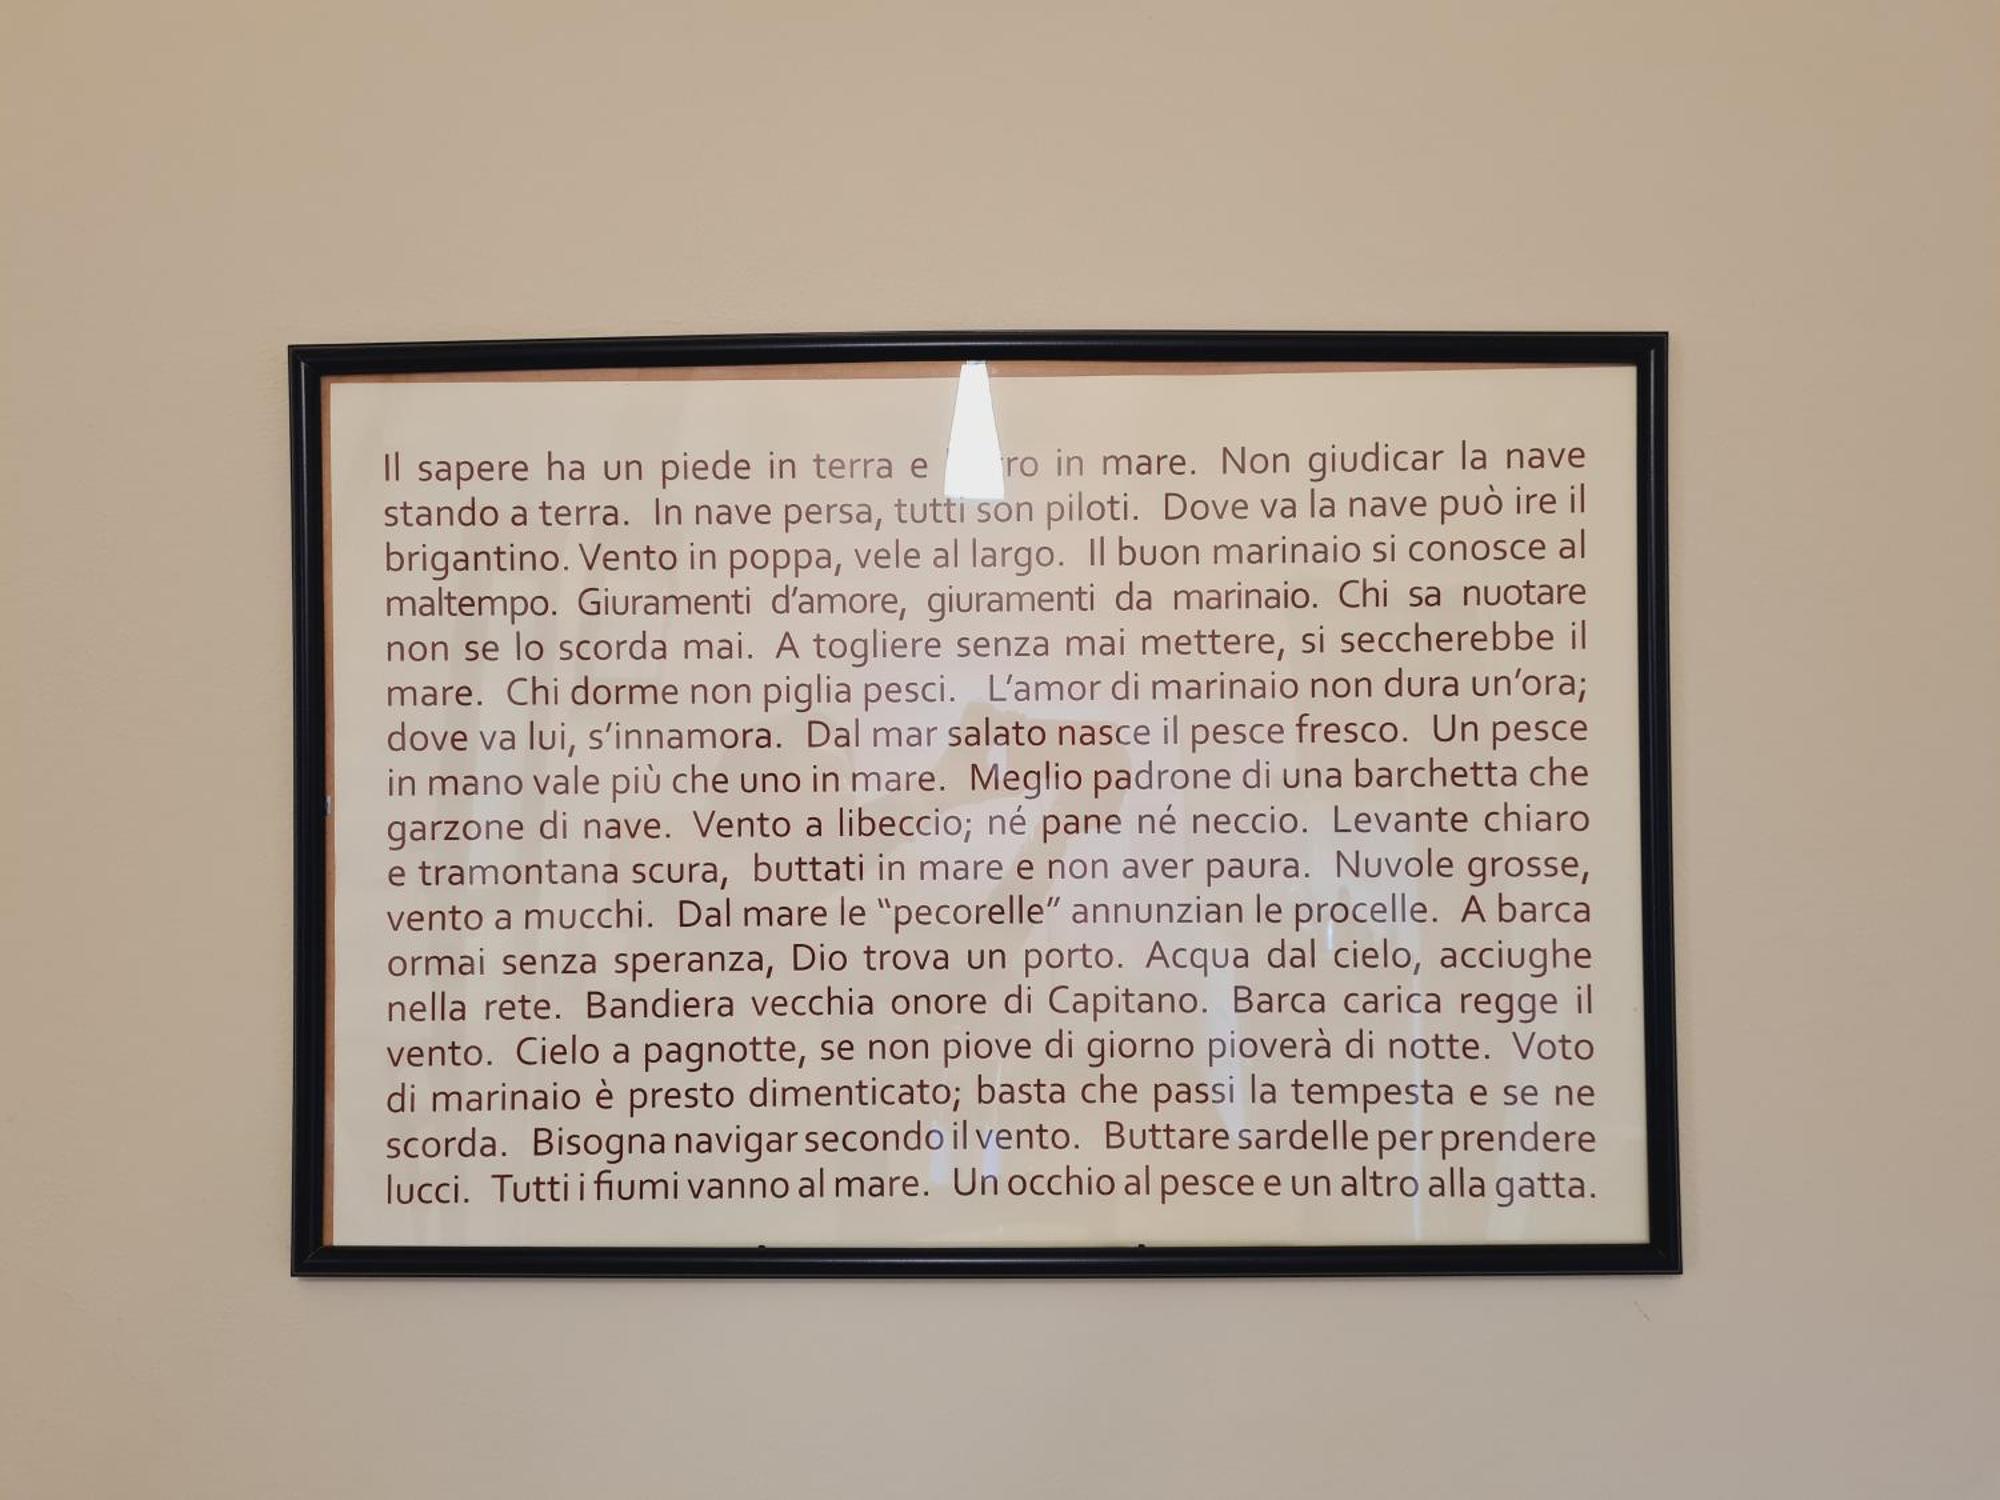 Il sapere ha un piede in terra e in mare. Non giudicar la nave
stando a terra. In nave persa, tutti son piloti. Dove va la nave può ire il
brigantino. Vento in poppa, vele al largo. Il buon marinaio si conosce al
maltempo. Giuramenti d'amore, giuramenti da marinaio. Chi sa nuotare
non se lo scorda mai. A togliere senza mai mettere, si seccherebbe il
mare. Chi dorme non piglia pesci. L'amor di marinaio non dura un'ora;
dove va lui, s'innamora. Dal mar salato nasce il pesce fresco. Un pesce
in mano vale più che uno in mare. Meglio padrone di una barchetta che
garzone di nave. Vento a libeccio; né pane né neccio. Levante chiaro
e tramontana scura, buttati in mare e non aver paura. Nuvole grosse,
vento a mucchi. Dal mare le “pecorelle” annunzian le procelle. A barca
ormai senza speranza, Dio trova un porto. Acqua dal cielo, acciughe
nella rete. Bandiera vecchia onore di Capitano. Barca carica regge il
vento. Cielo a pagnotte, se non piove di giorno pioverà di notte. Voto
di marinaio è presto dimenticato; basta che passi la tempesta e se ne
scorda. Bisogna navigar secondo il vento. Buttare sardelle per prendere
lucci. Tutti i fiumi vanno al mare. Un occhio al pesce e un altro alla gatta.